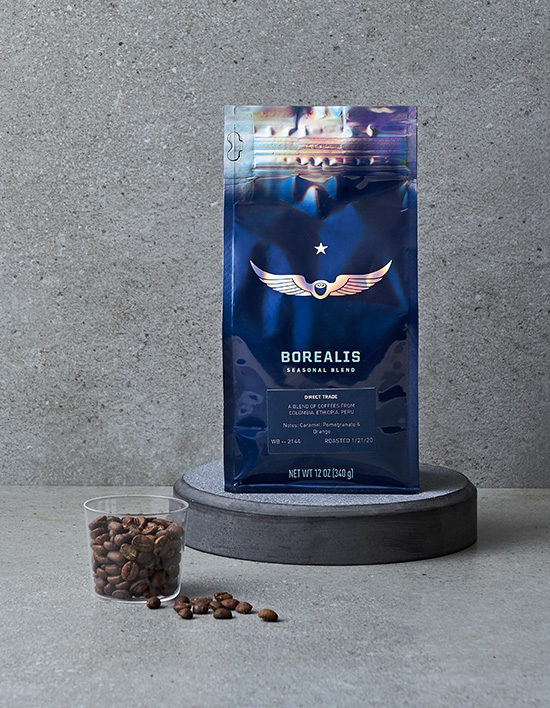 BOREALIS
SEASONAL BLEND
DIRECT TRADE
A BLEND OF COFFEES FROM
COLOMBIA, ETHIOPIA, PERU
Notes: Caramel, Pomegranate &
Orange
WB — 2144 ROASTED 1/21/20
NET WT 12 OZ (340 g)